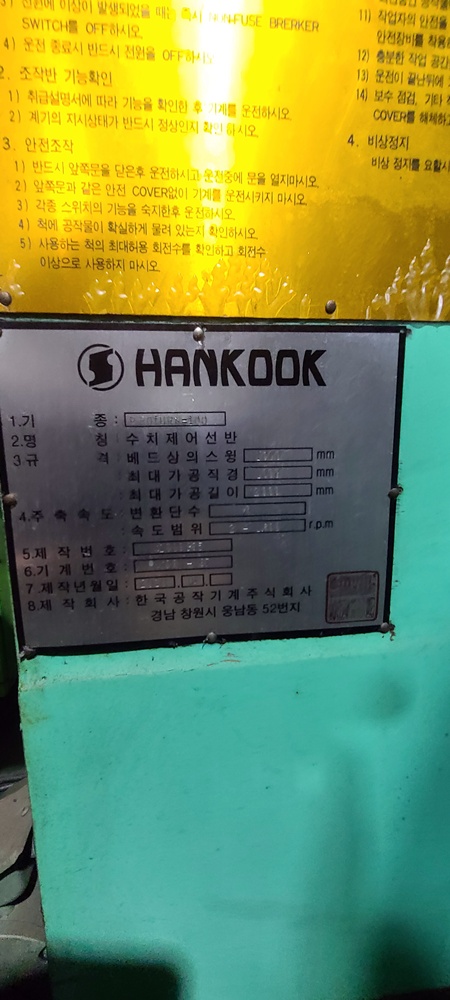 3) 전원에 이상이 발생되었을 때는 즉시 NON-FUSE BRERKER
SWITCH를 OFF하시오.
4) 운전 종료시 반드시 전원을 OFF하시오
2. 조작반 기능확인
1) 취급설명서에 따라 기능을 확인한 후 기계를 운전하시오
2) 계기의 지시상태가 반드시 정상인지 확인하시오
3. 안전조작
1) 반드시 앞쪽문을 닫은후 운전하시고 운전중에 문을 열지마시오
2) 앞쪽문과 같은 안전 COVER없이 기계를 운전시키지 마시오
3) 각종 스위치의 기능을 숙지한후 운전하시오
4) 척에 공작물이 확실하게 물려 있는지 확인하시오
5) 사용하는 척의 최대허용 회전수를 확인하고 회전수
이상으로 사용하지 마시오
11) 작업자의 안전을
안전장비를 착용
12) 충분한 작업 공간
13) 운전이 끝난뒤에
14) 보수 점검, 기타
COVER를 해체하고
4. 비상정지
비상 정지를 요할시
HANKOOK
1.기 종:
2.명 칭 수치제어선반
3.규 격: 베드상의스윙 mm
최대가공직경 mm
최대가공길이 mm
4.주축속도: 변환단수
속도범위 r.p.m
5.제작번호:
6.기계번호:
7.제작년월일:
8.제작회사: 한국공작기계주식회사
경남 창원시 웅남동 52번지